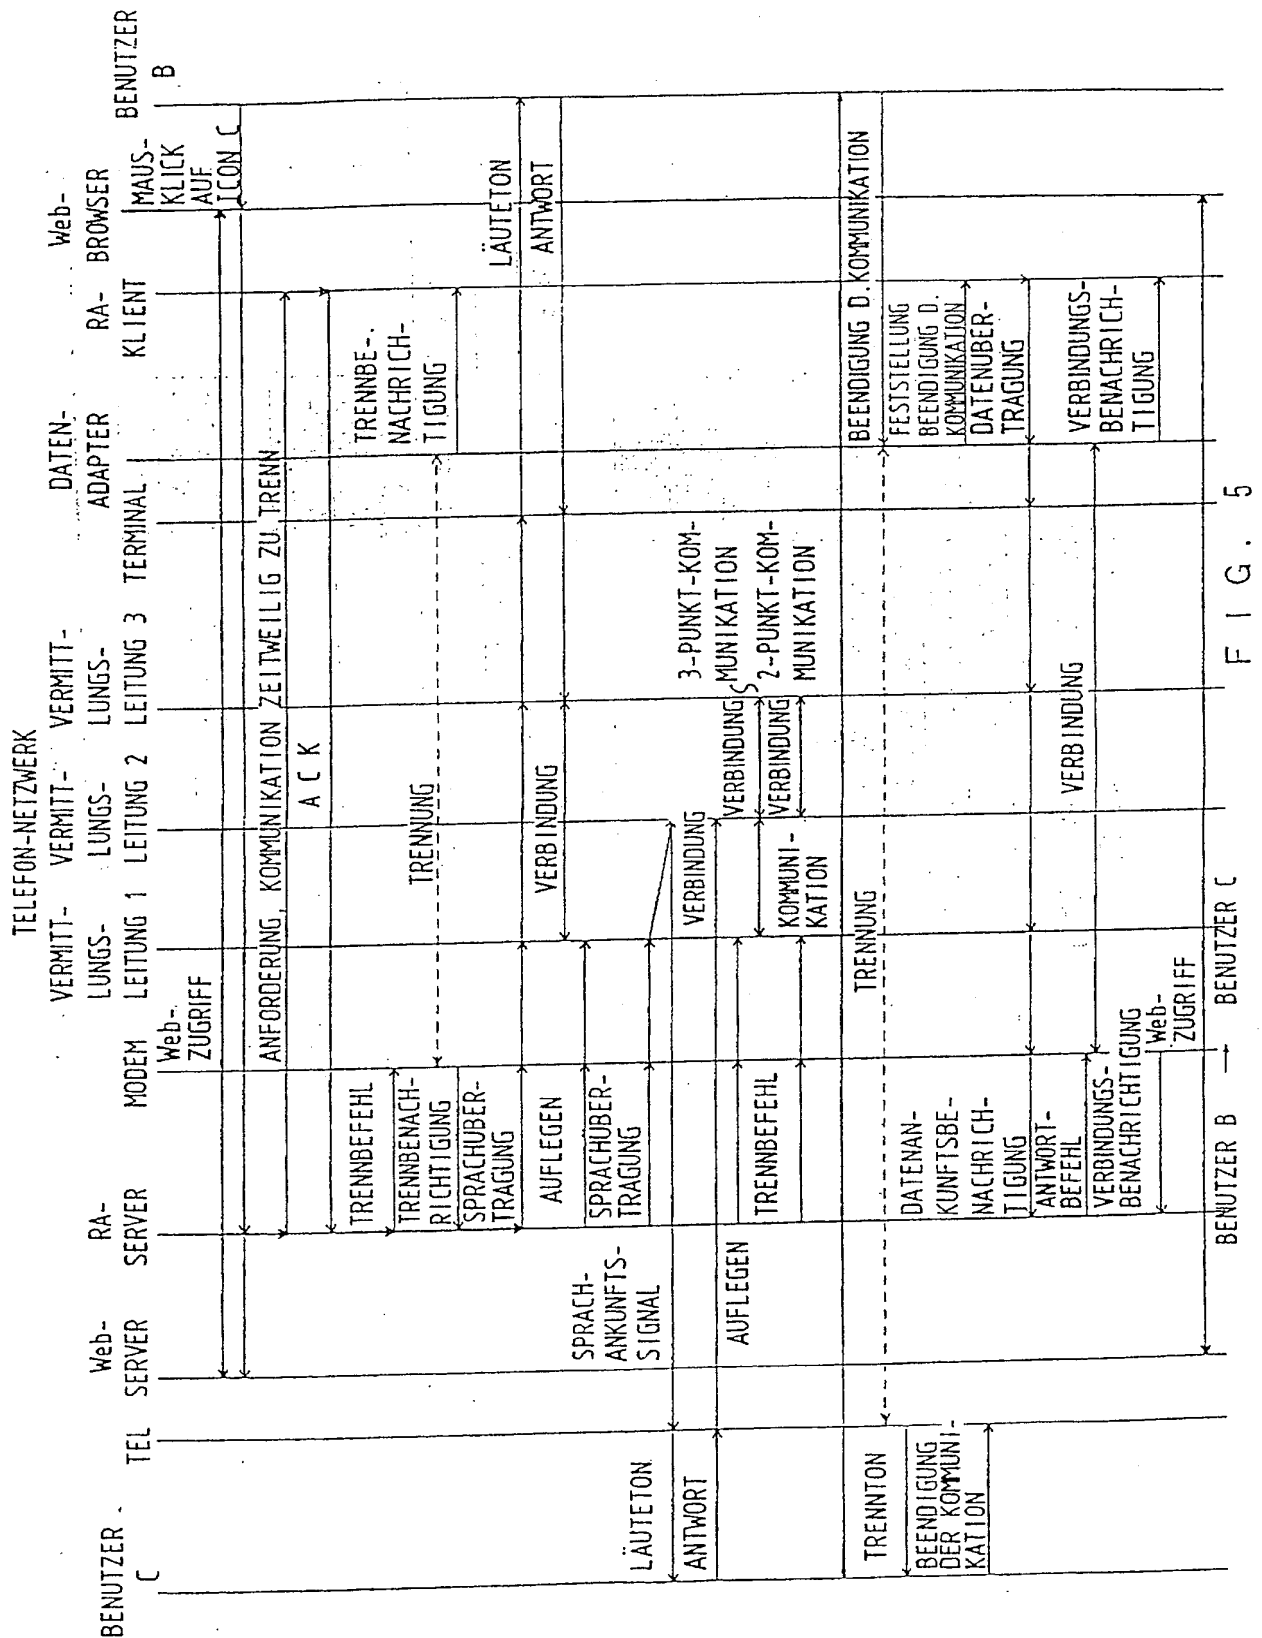 TELEFON-NETZWERK
BENUTZER
C
TEL
Web-
SERVER
RA-
SERVER
MODEM
VERMITT-
LUNGS-
LEITUNG 1
VERMITT-
LUNGS-
LEITUNG 2
VERMITT-
LUNGS-
LEITUNG 3
TERMINAL
DATEN-
ADAPTER
RA-
KLIENT
Web-
BROWSER
BENUTZER
B
Web-
ZUGRIFF
MAUS-
KLICK
AUF
ICON C
ANFORDERUNG, KOMMUNIKATION ZEITWEILIG ZU TRENN.
ACK
TRENNBEFEHL
TRENNBENACH-
RICHTIGUNG
TRENNUNG
TRENNBE-
NACHRICH-
TIGUNG
SPRACHUBER-
TRAGUNG
LÄUTETON
ANTWORT
VERBINDUNG
AUFLEGEN
SPRACHUBER-
TRAGUNG
SPRACH-
ANKUNFTS-
SIGNAL
LÄUTETON
ANTWORT
VERBINDUNG
AUFLEGEN
VERBINDUNG
3-PUNKT-KOM-
MUNIKATION
TRENNBEFEHL
KOMMUNI-
KATION
VERBINDUNG
2-PUNKT-KOM-
MUNIKATION
BEENDIGUNG D.KOMMUNIKATION
TRENNUNG
TRENNTON
BEENDIGUNG
DER KOMMUNI-
KATION
FESTSTELLUNG
BEENDIGUNG D.
KOMMUNIKATION
DATENUBER-
TRAGUNG
DATENAN-
KUNFTSBE-
NACHRICH-
TIGUNG
ANTWORT-
BEFEHL
VERBINDUNG
VERBINDUNGS-
BENACHRICHTIGUNG
VERBINDUNGS-
BENACHRICH-
TIGUNG
Web-
ZUGRIFF
BENUTZER B → BENUTZER C
FIG. 5